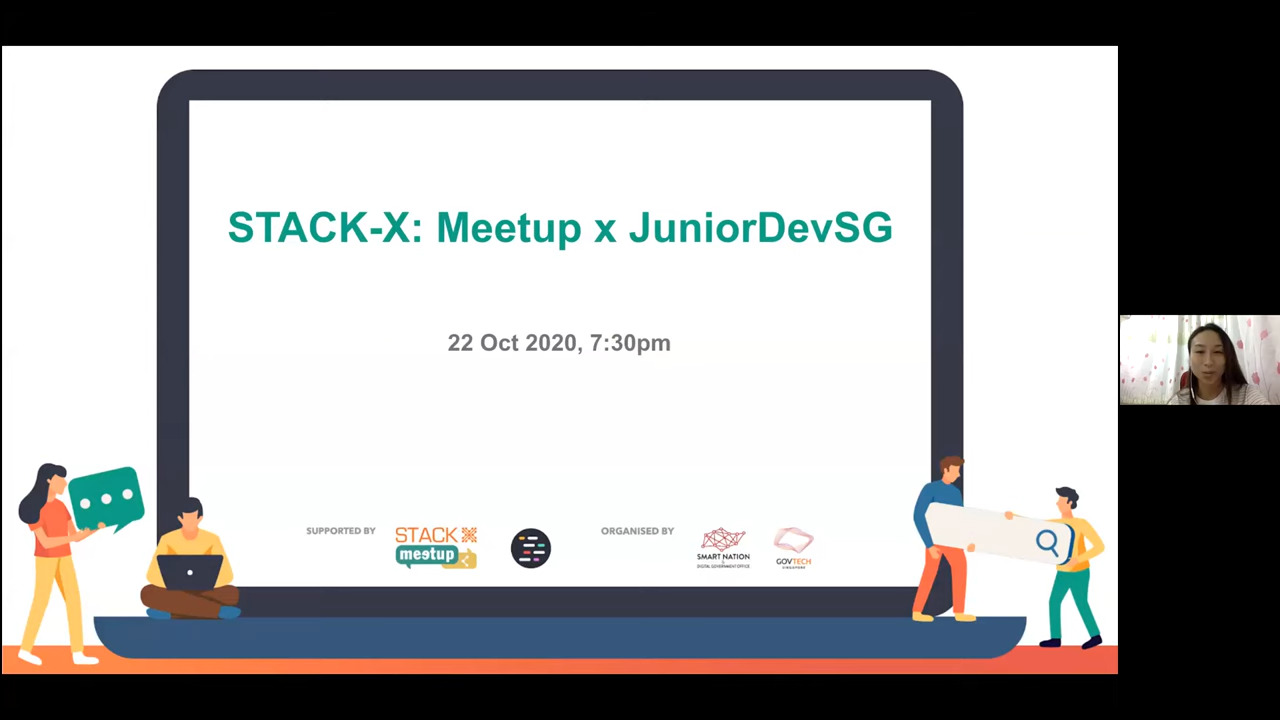 STACK-X: Meetup x JuniorDevSG
22 Oct 2020, 7:30pm
SUPPORTED BY
STACK X
meetup
ORGANISED BY
SMART NATION
DIGITAL GOVERNMENT OFFICE
GOVTECH
SINGAPORE